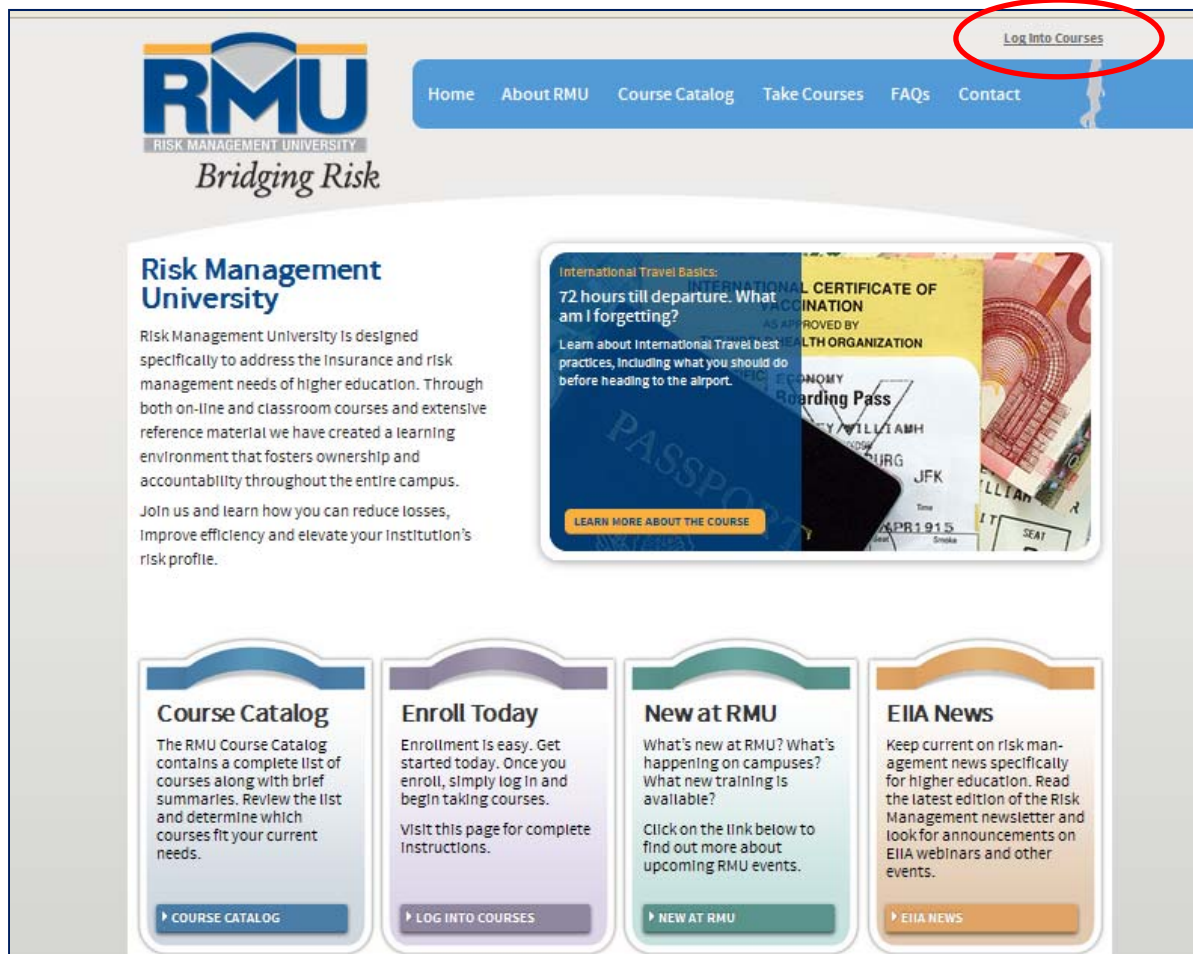 Log Into Courses
RMU
RISK MANAGEMENT UNIVERSITY
Bridging Risk
Home About RMU Course Catalog Take Courses FAQs Contact
Risk Management
University
Risk Management University is designed
specifically to address the insurance and risk
management needs of higher education. Through
both on-line and classroom courses and extensive
reference material we have created a learning
environment that fosters ownership and
accountability throughout the entire campus.
Join us and learn how you can reduce losses,
improve efficiency and elevate your institution's
risk profile.
International Travel Basics:
72 hours till departure. What
am I forgetting?
Learn about International Travel best
practices, including what you should do
before heading to the airport.
LEARN MORE ABOUT THE COURSE
INTERNATIONAL CERTIFICATE OF
VACCINATION
AS APPROVED BY
HEALTH ORGANIZATION
ECONOMY
Boarding Pass
JFK
Time
APR1915
Seat Smoke
SEAT
PASSPORT
10
Course Catalog
The RMU Course Catalog
contains a complete list of
courses along with brief
summaries. Review the list
and determine which
courses fit your current
needs.
COURSE CATALOG
Enroll Today
Enrollment is easy. Get
started today. Once you
enroll, simply log in and
begin taking courses.
Visit this page for complete
instructions.
LOG INTO COURSES
New at RMU
What's new at RMU? What's
happening on campuses?
What new training is
available?
Click on the link below to
find out more about
upcoming RMU events.
NEW AT RMU
EIIA News
Keep current on risk man-
agement news specifically
for higher education. Read
the latest edition of the Risk
Management newsletter and
look for announcements on
EIIA webinars and other
events.
EIIA NEWS